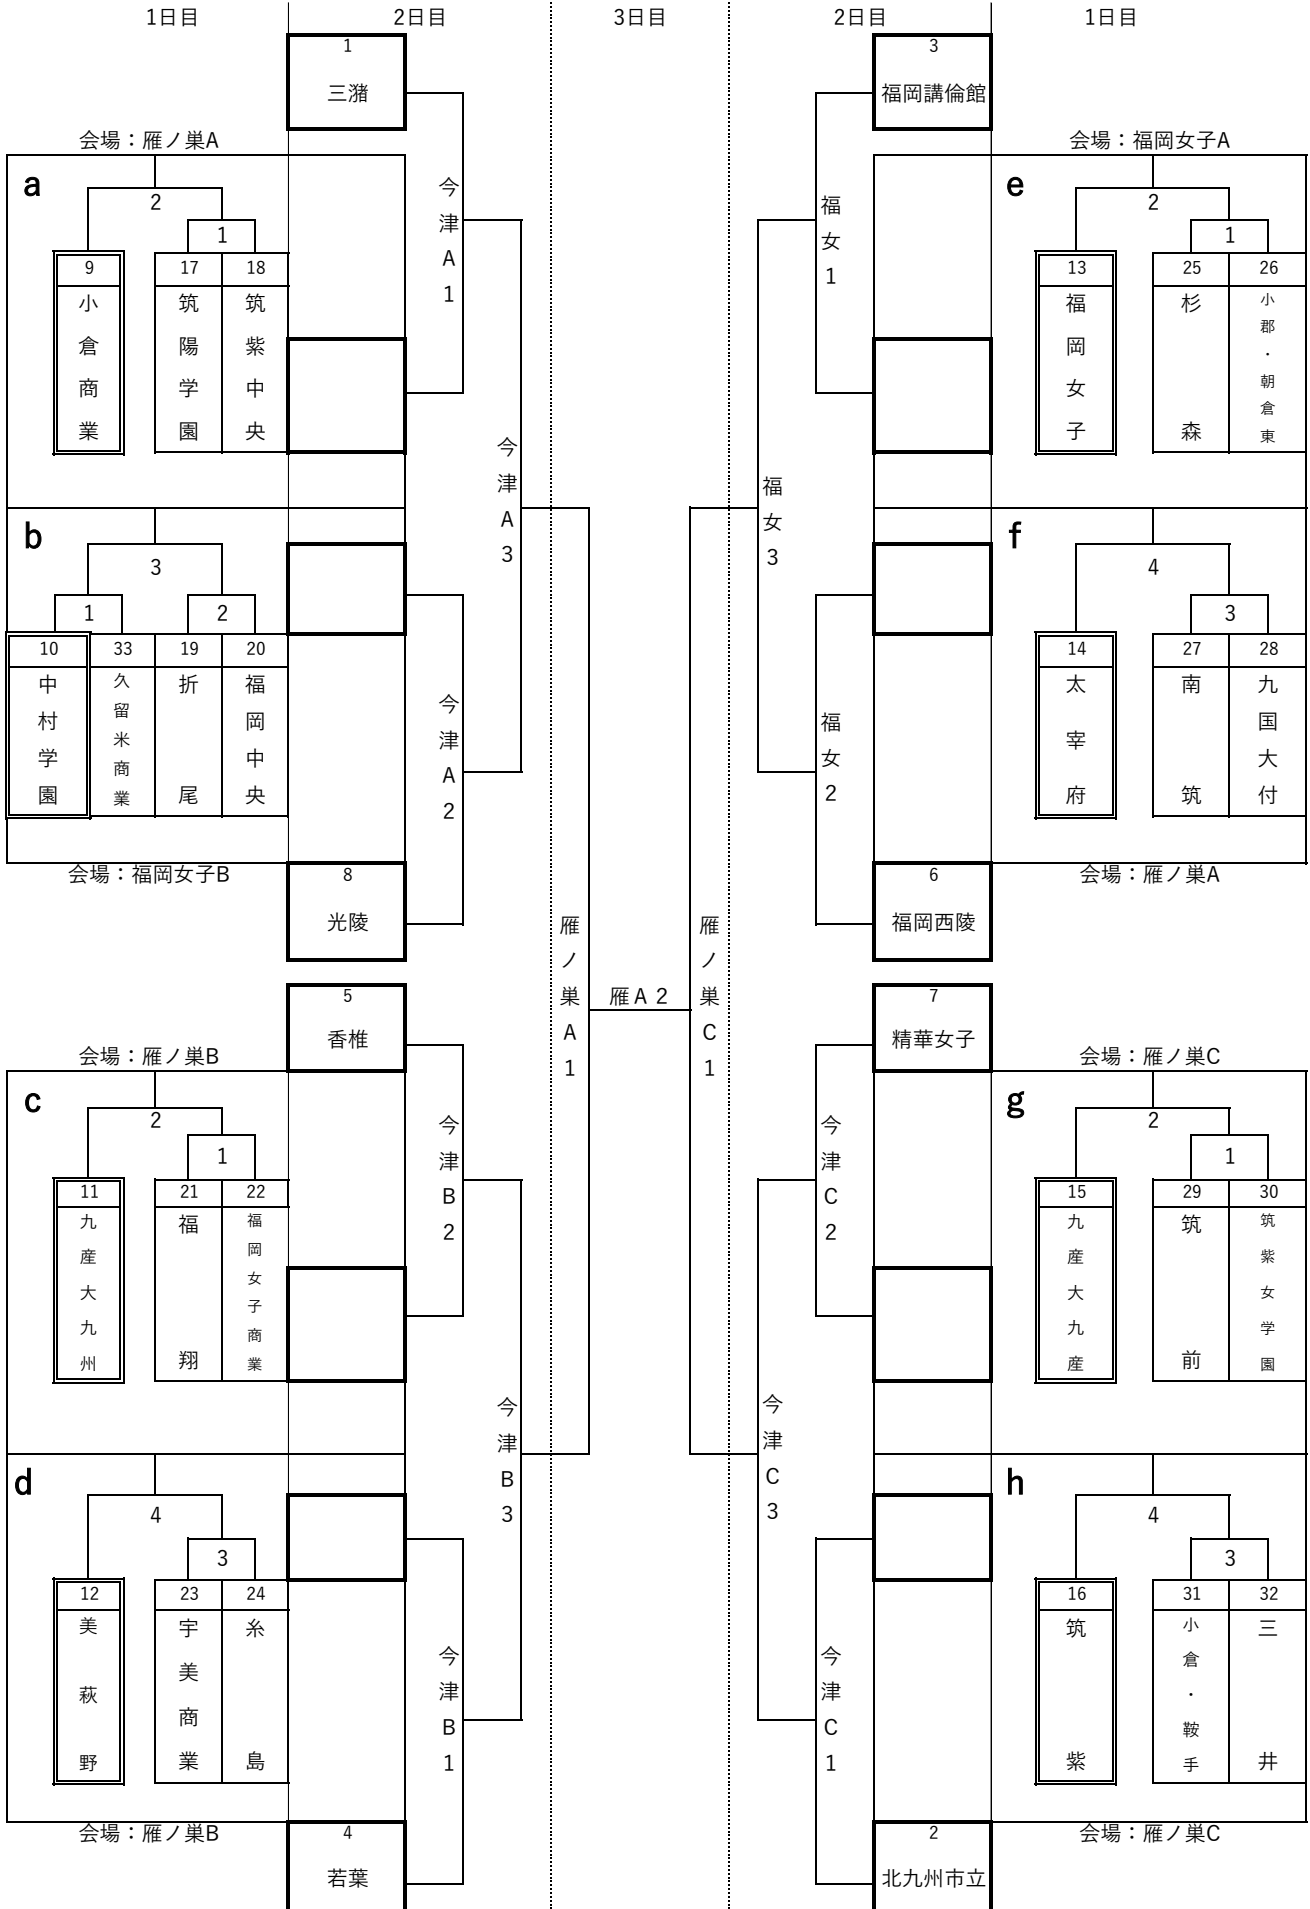 1日目
2日目
3日目
2日目
1日目
1
三潴
3
福岡講倫館
会場：雁ノ巣A
a
2
1
9
小倉商業
17
筑陽学園
18
筑紫中央
今津A1
福女1
会場：福岡女子A
e
2
1
13
福岡女子
25
杉森
26
小郡・朝倉東
今津A3
福女3
b
3
1
2
10
中村学園
33
久留米商業
19
折尾
20
福岡中央
今津A2
福女2
f
4
3
14
太宰府
27
南筑
28
九国大付
会場：福岡女子B
8
光陵
6
福岡西陵
会場：雁ノ巣A
雁ノ巣A1
雁A２
雁ノ巣C1
5
香椎
7
精華女子
会場：雁ノ巣B
c
2
1
11
九産大九州
21
福翔
22
福岡女子商業
今津B2
今津C2
会場：雁ノ巣C
g
2
1
15
九産大九産
29
筑前
30
筑紫女学園
今津B3
今津C3
d
4
3
12
美萩野
23
宇美商業
24
糸島
今津B1
今津C1
h
4
3
16
筑紫
31
小倉・鞍手
32
三井
会場：雁ノ巣B
4
若葉
2
北九州市立
会場：雁ノ巣C